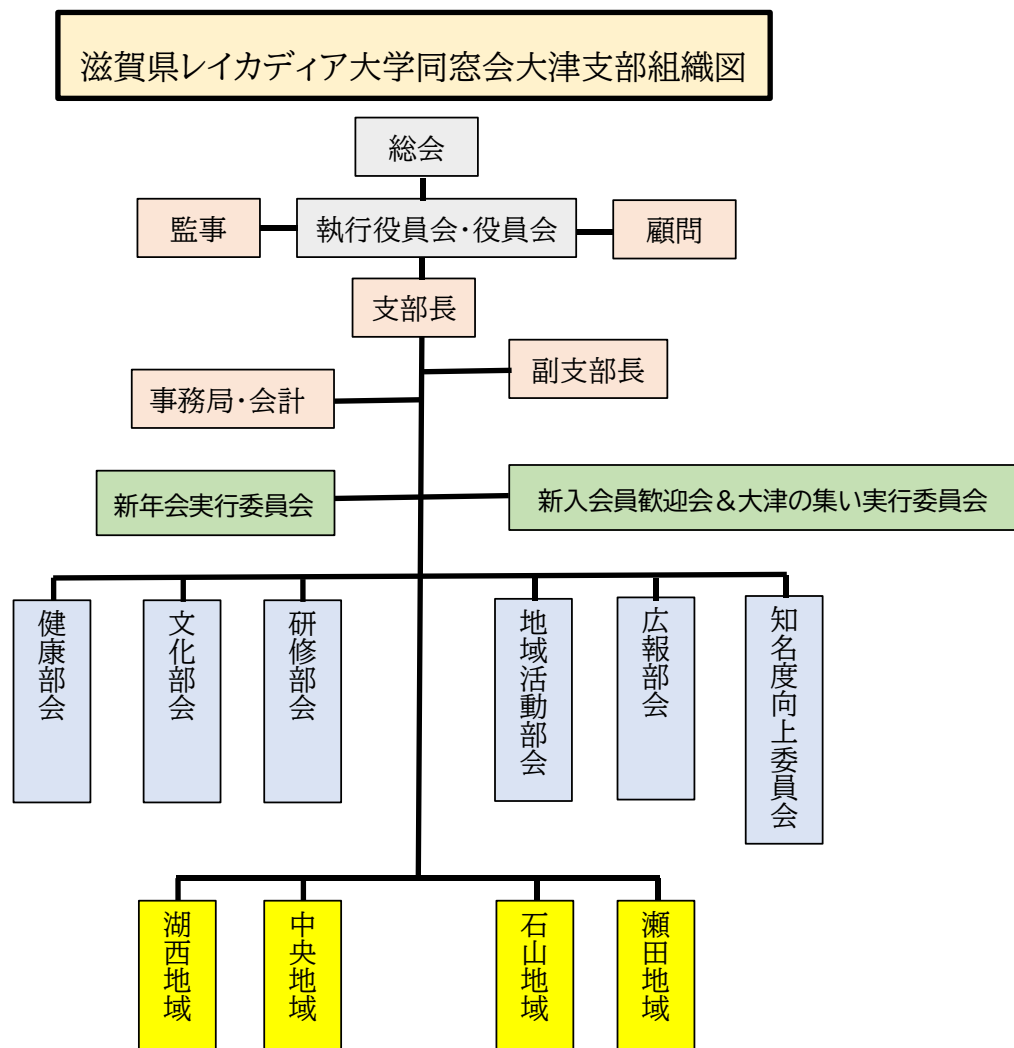 滋賀県レイカディア大学同窓会大津支部組織図
総会
監事
執行役員会・役員会
顧問
支部長
副支部長
事務局・会計
新年会実行委員会
新入会員歓迎会&大津の集い実行委員会
健康部会
文化部会
研修部会
地域活動部会
広報部会
知名度向上委員会
湖西地域
中央地域
石山地域
瀬田地域